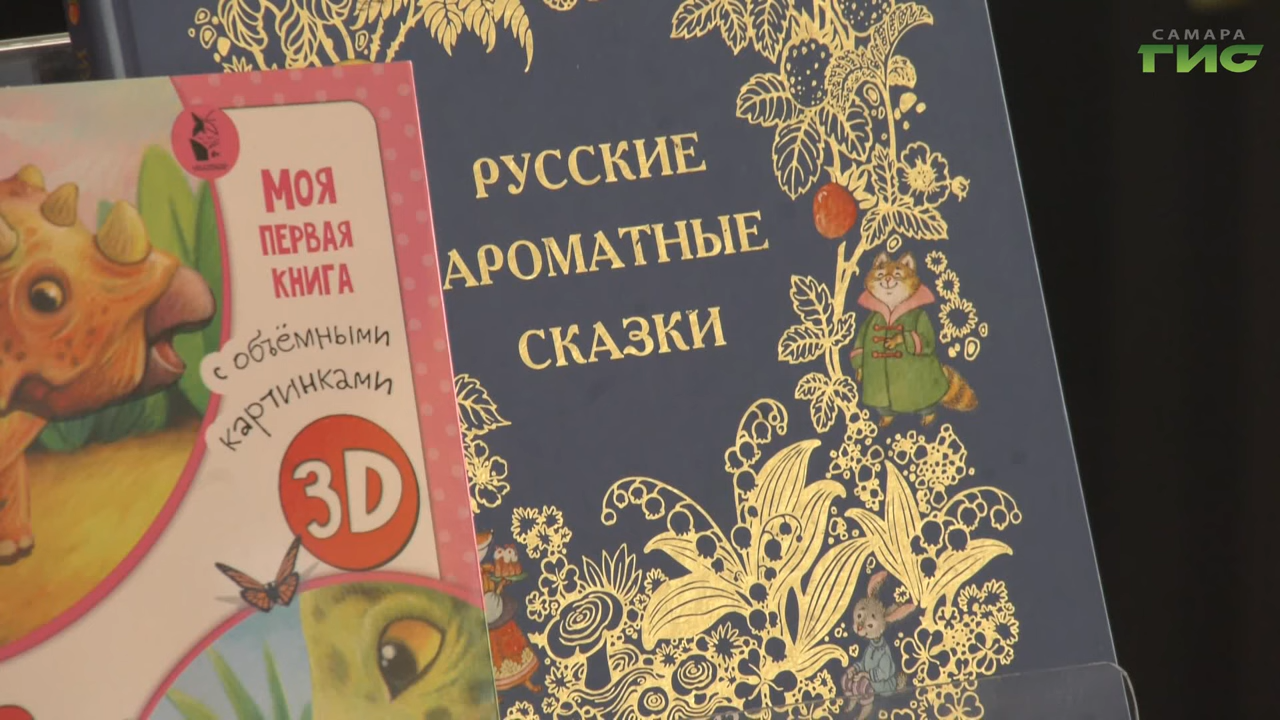 САМАРА
ГИС
МОЯ
ПЕРВАЯ
КНИГА
с объёмными
картинками
3D
РУССКИЕ
АРОМАТНЫЕ
СКАЗКИ